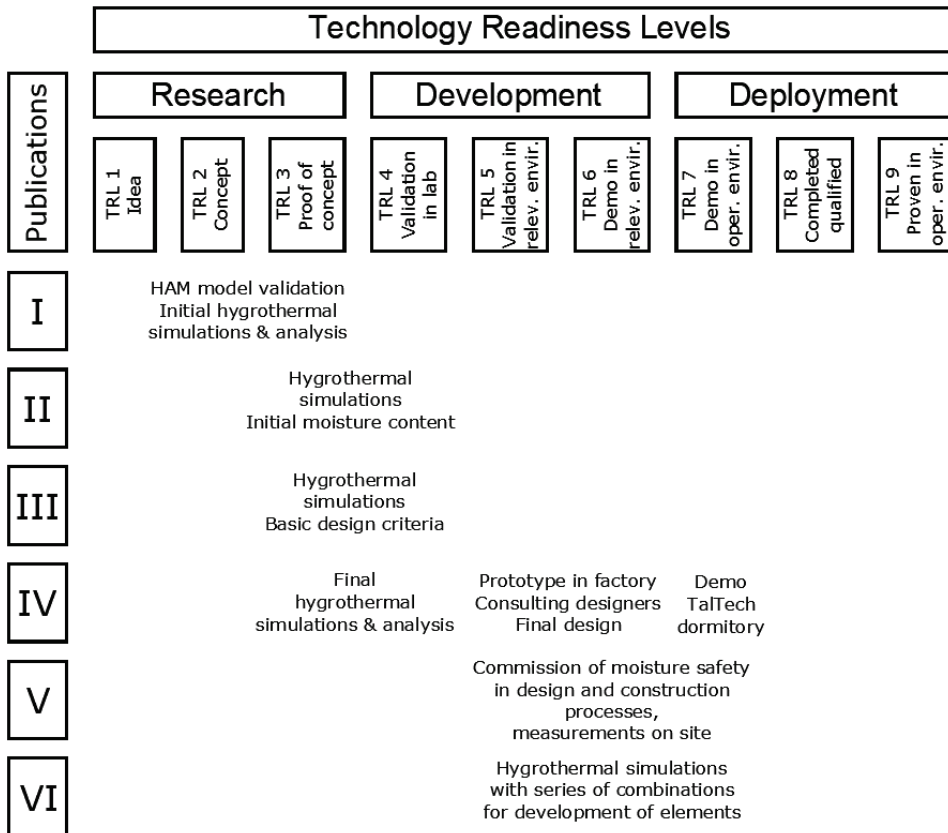 Technology Readiness Levels
Publications
Research
Development
Deployment
TRL 1
Idea
TRL 2
Concept
TRL 3
Proof of
concept
TRL 4
Validation
in lab
TRL 5
Validation in
relev. envir.
TRL 6
Demo in
relev. envir.
TRL 7
Demo in
oper. envir.
TRL 8
Completed
qualified
TRL 9
Proven in
oper. envir.
I
HAM model validation
Initial hygrothermal
simulations & analysis
II
Hygrothermal
simulations
Initial moisture content
III
Hygrothermal
simulations
Basic design criteria
IV
Final
hygrothermal
simulations & analysis
Prototype in factory
Consulting designers
Final design
Demo
TalTech
dormitory
V
Commission of moisture safety
in design and construction
processes,
measurements on site
VI
Hygrothermal simulations
with series of combinations
for development of elements